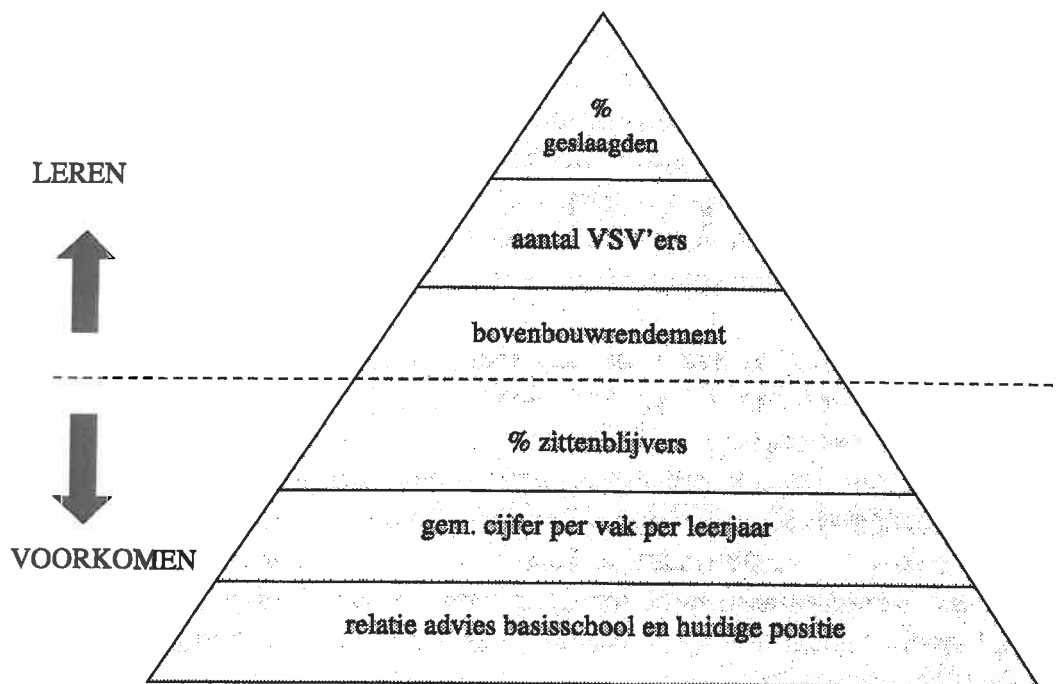 %
geslaagden
LEREN
aantal VSV'ers
bovenbouwrendement
% zittenblijvers
gem. cijfer per vak per leerjaar
VOORKOMEN
relatie advies basisschool en huidige positie